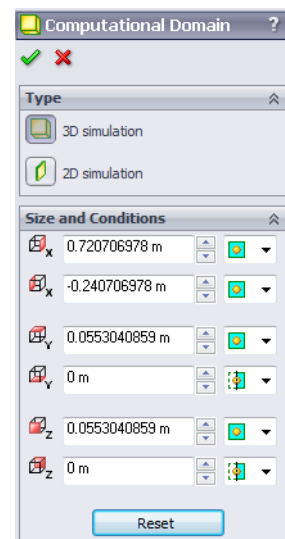 Computational Domain ?
Type
3D simulation
2D simulation
Size and Conditions
X 0.720706978 m
X -0.240706978 m
Y 0.0553040859 m
Y 0 m
Z 0.0553040859 m
Z 0 m
Reset